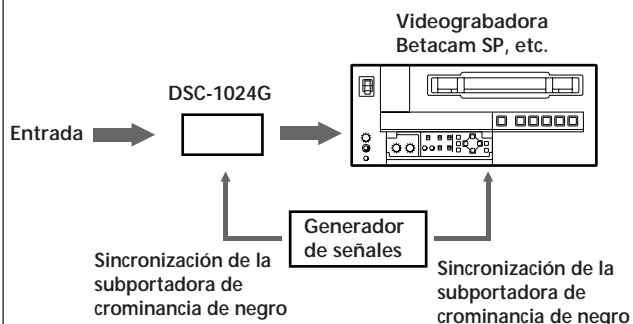 Videograbadora
Betacam SP, etc.
DSC-1024G
Entrada
Generador
de señales
Sincronización de la
subportadora de
crominancia de negro
Sincronización de la
subportadora de
crominancia de negro